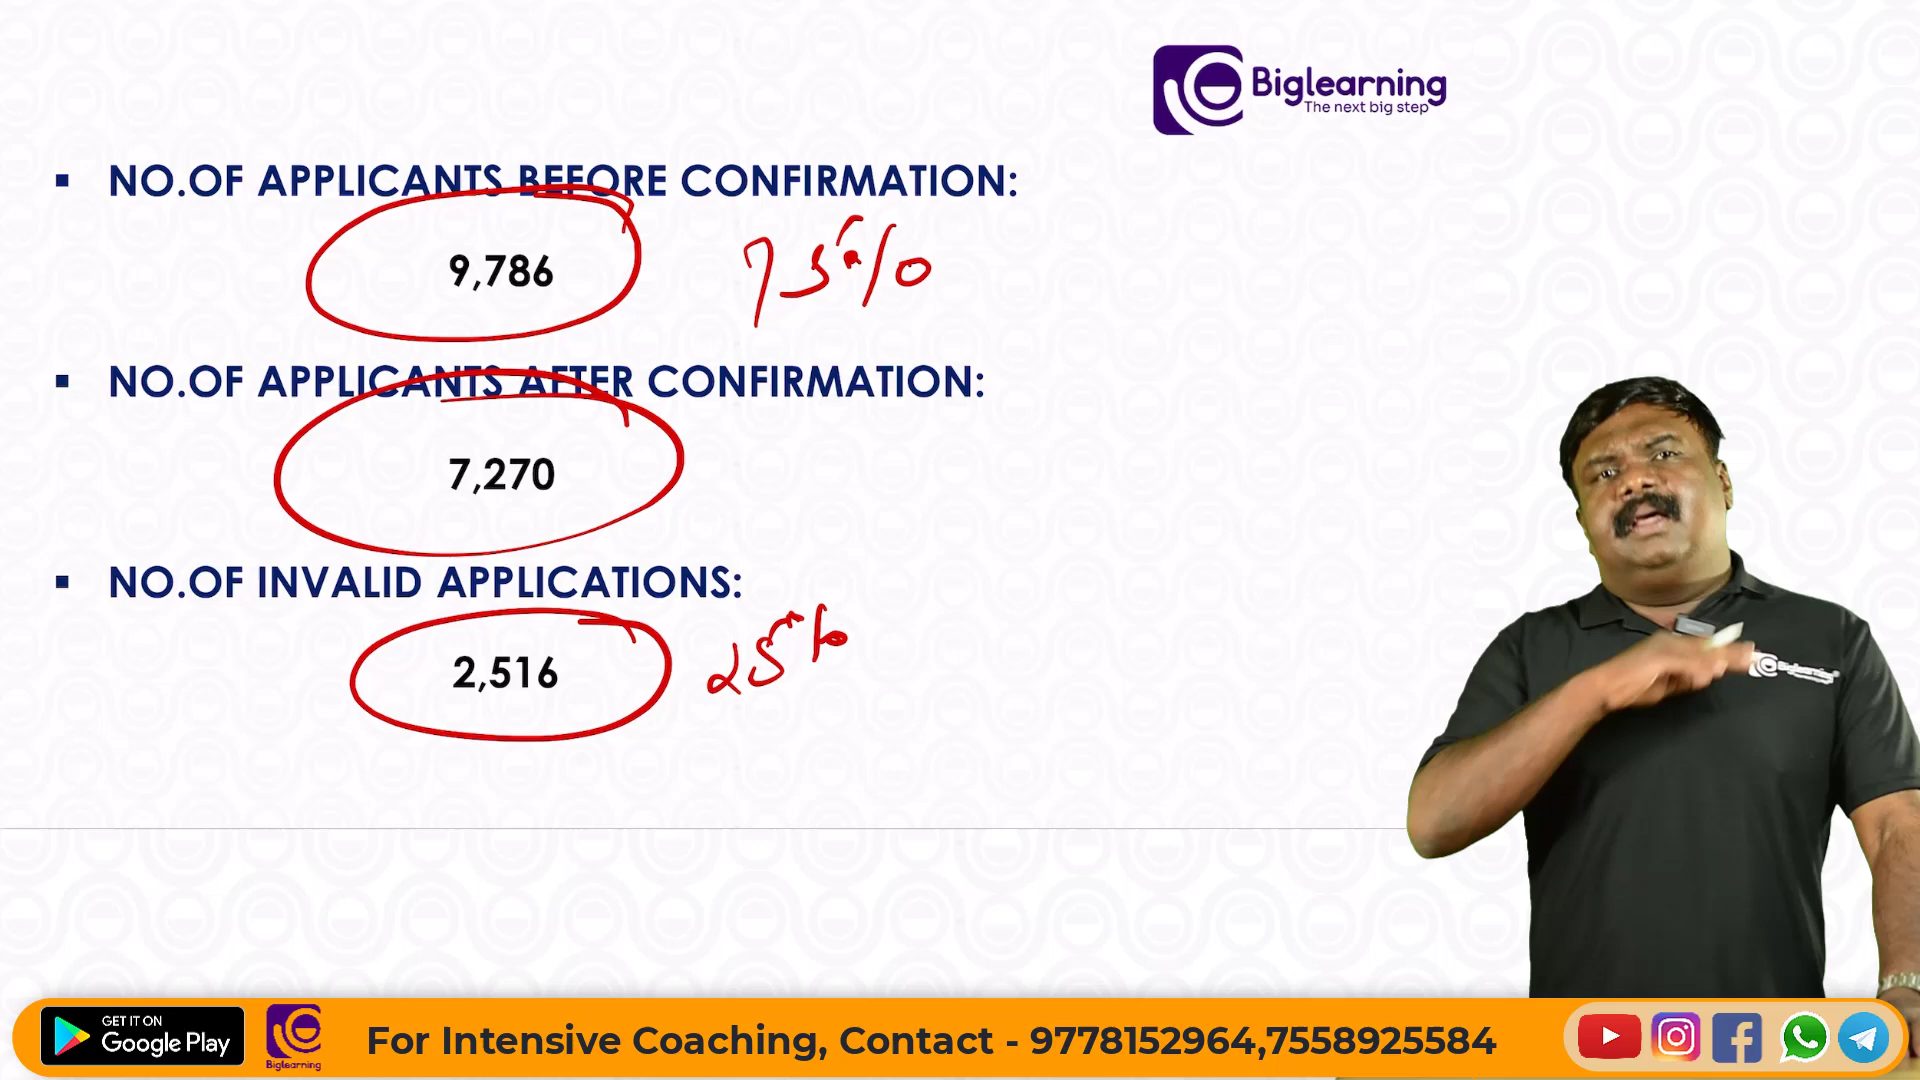 Biglearning
The next big step
▪ NO.OF APPLICANTS BEFORE CONFIRMATION:
9,786
75%
▪ NO.OF APPLICANTS AFTER CONFIRMATION:
7,270
▪ NO.OF INVALID APPLICATIONS:
2,516
25%
Biglearning
GET IT ON
Google Play
Biglearning
For Intensive Coaching, Contact - 9778152964,7558925584